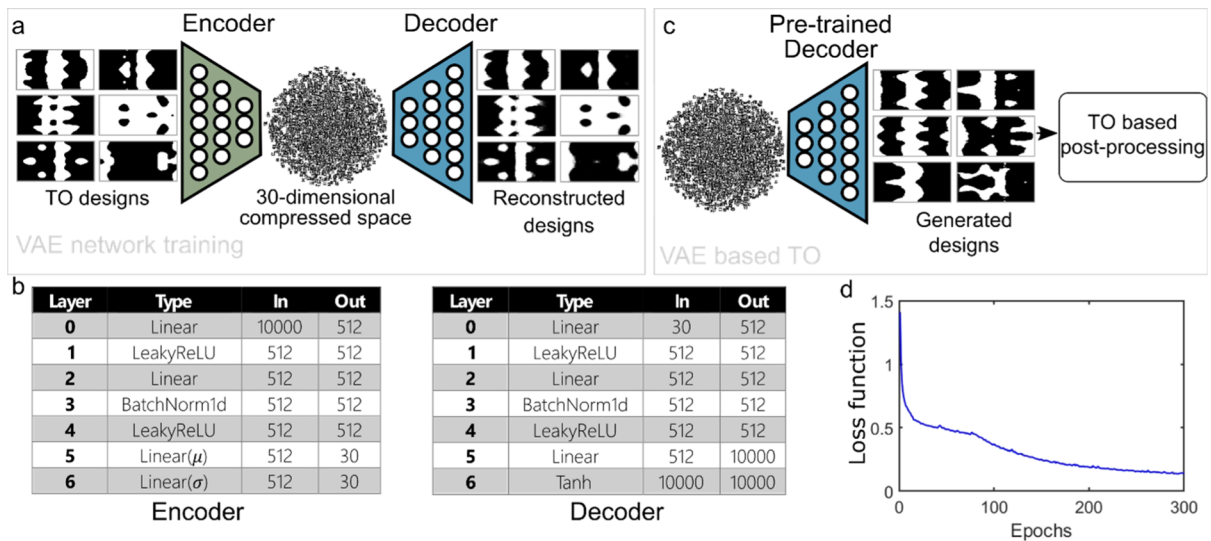 a
Encoder
Decoder
TO designs
30-dimensional
compressed space
Reconstructed
designs
VAE network training
c
Pre-trained
Decoder
TO based
post-processing
Generated
designs
VAE based TO
b
Layer Type In Out
0 Linear 10000 512
1 LeakyReLU 512 512
2 Linear 512 512
3 BatchNorm1d 512 512
4 LeakyReLU 512 512
5 Linear(μ) 512 30
6 Linear(σ) 512 30
Encoder
Layer Type In Out
0 Linear 30 512
1 LeakyReLU 512 512
2 Linear 512 512
3 BatchNorm1d 512 512
4 LeakyReLU 512 512
5 Linear 512 10000
6 Tanh 10000 10000
Decoder
d
Loss function
1.5
1
0.5
0
0 100 200 300
Epochs